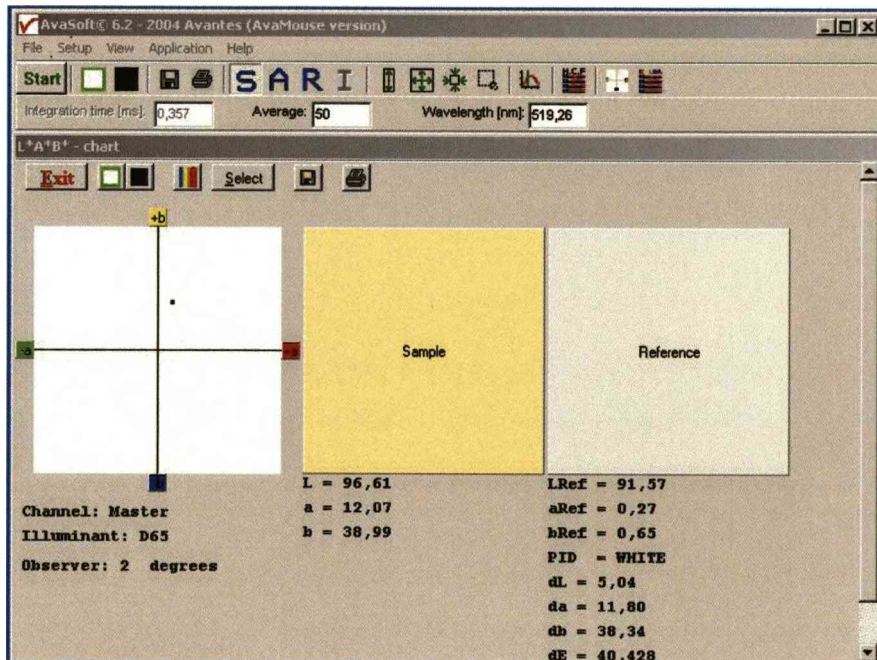 AvaSoft© 6.2 - 2004 Avantes (AvaMouse version)
File Setup View Application Help
Start S A R I
Integration time [ms]: 0,357 Average: 50 Wavelength [nm]: 519,26
L*A*B* - chart
Exit Select
+b
-a
+a
Sample
Reference
Channel: Master
Illuminant: D65
Observer: 2 degrees
L = 96,61
a = 12,07
b = 38,99
LRef = 91,57
aRef = 0,27
bRef = 0,65
PID = WHITE
dL = 5,04
da = 11,80
db = 38,34
dE = 40,428